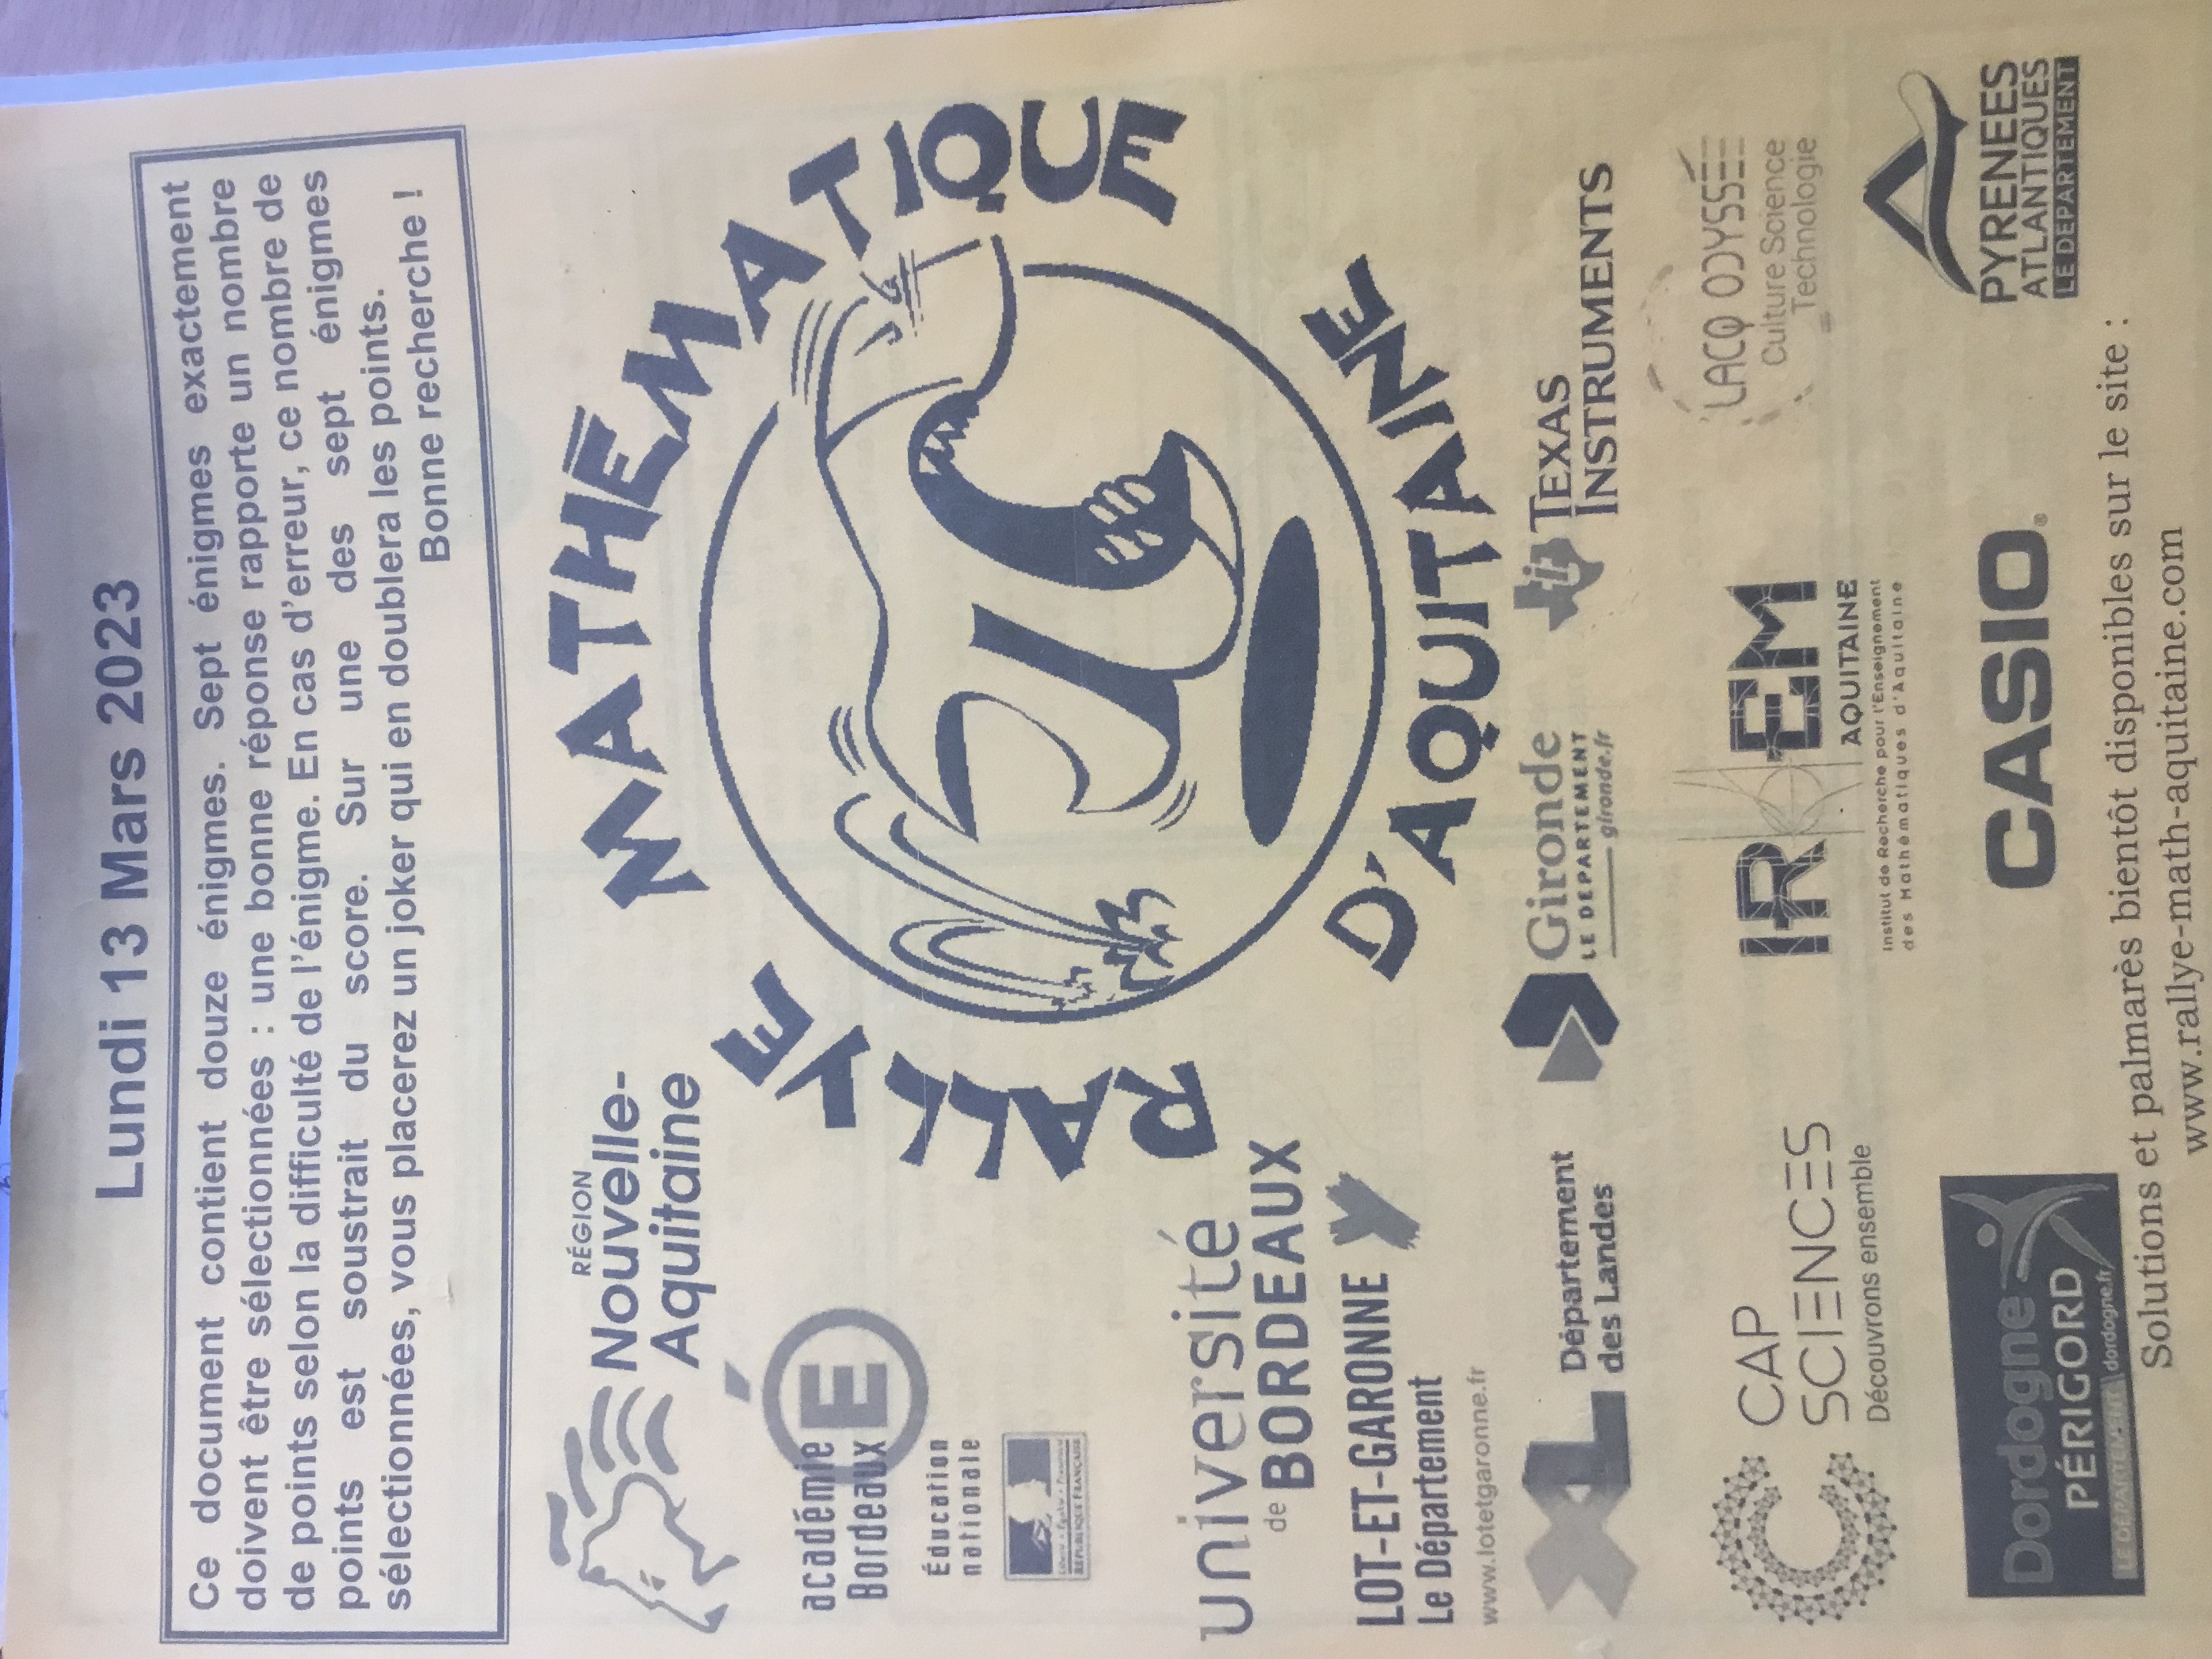 Lundi 13 Mars 2023
Ce document contient douze énigmes. Sept énigmes exactement
doivent être sélectionnées : une bonne réponse rapporte un nombre
de points selon la difficulté de l'énigme. En cas d'erreur, ce nombre de
points est soustrait du score. Sur une des sept énigmes
sélectionnées, vous placerez un joker qui en doublera les points.
Bonne recherche !
RÉGION
Nouvelle-
Aquitaine
RALLYE MATHÉMATIQUE
D'AQUITAINE
académie
Bordeaux
É
Éducation
nationale
RÉPUBLIQUE FRANÇAISE
université
de BORDEAUX
LOT-ET-GARONNE
Le Département
www.lotetgaronne.fr
Département
des Landes
Gironde
LE DÉPARTEMENT
gironde.fr
TEXAS
INSTRUMENTS
CAP
SCIENCES
Découvrons ensemble
IREM
AQUITAINE
Institut de Recherche pour l'Enseignement
des Mathématiques d'Aquitaine
LACQ ODYSSÉE
Culture Science
Technologie
Dordogne
PÉRIGORD
LE DÉPARTEMENT dordogne.fr
CASIO®
PYRÉNÉES
ATLANTIQUES
LE DÉPARTEMENT
Solutions et palmarès bientôt disponibles sur le site :
www.rallye-math-aquitaine.com